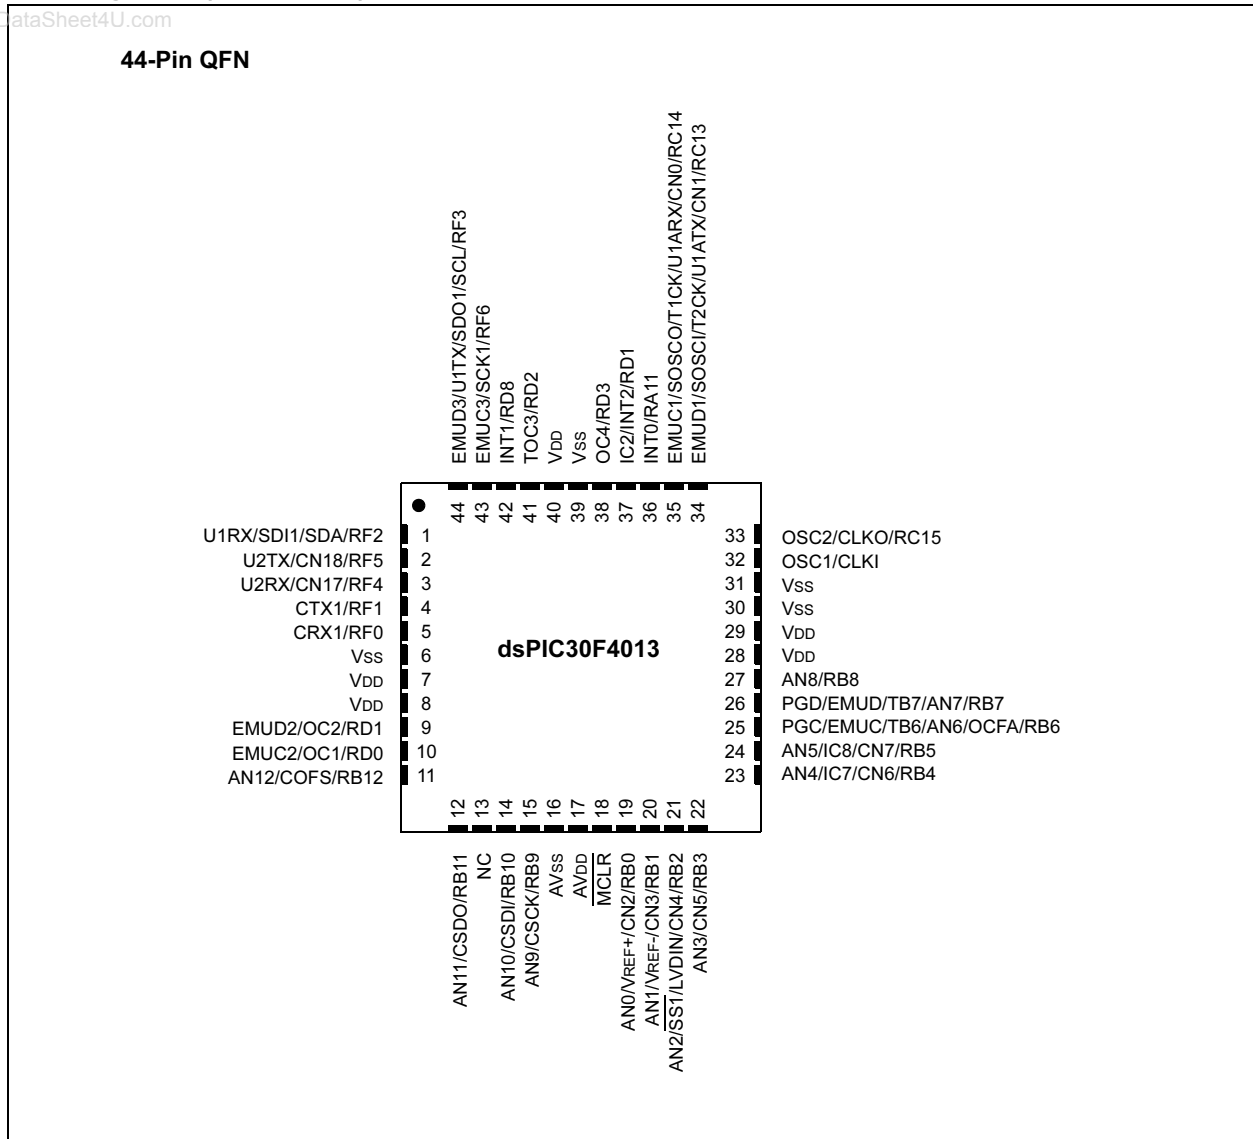 DataSheet4U.com
44-Pin QFN
EMUD3/U1TX/SDO1/SCL/RF3
EMUC3/SCK1/RF6
INT1/RD8
TOC3/RD2
VDD
VSS
OC4/RD3
IC2/INT2/RD1
INT0/RA11
EMUC1/SOSCO/T1CK/U1ARX/CN0/RC14
EMUD1/SOSCI/T2CK/U1ATX/CN1/RC13
44 43 42 41 40 39 38 37 36 35 34
U1RX/SDI1/SDA/RF2 1
U2TX/CN18/RF5 2
U2RX/CN17/RF4 3
CTX1/RF1 4
CRX1/RF0 5
VSS 6
VDD 7
VDD 8
EMUD2/OC2/RD1 9
EMUC2/OC1/RD0 10
AN12/COFS/RB12 11
dsPIC30F4013
33 OSC2/CLKO/RC15
32 OSC1/CLKI
31 VSS
30 VSS
29 VDD
28 VDD
27 AN8/RB8
26 PGD/EMUD/TB7/AN7/RB7
25 PGC/EMUC/TB6/AN6/OCFA/RB6
24 AN5/IC8/CN7/RB5
23 AN4/IC7/CN6/RB4
12 13 14 15 16 17 18 19 20 21 22
AN11/CSDO/RB11
NC
AN10/CSDI/RB10
AN9/CSCK/RB9
AVSS
AVDD
MCLR
AN0/VREF+/CN2/RB0
AN1/VREF-/CN3/RB1
AN2/SS1/LVDIN/CN4/RB2
AN3/CN5/RB3